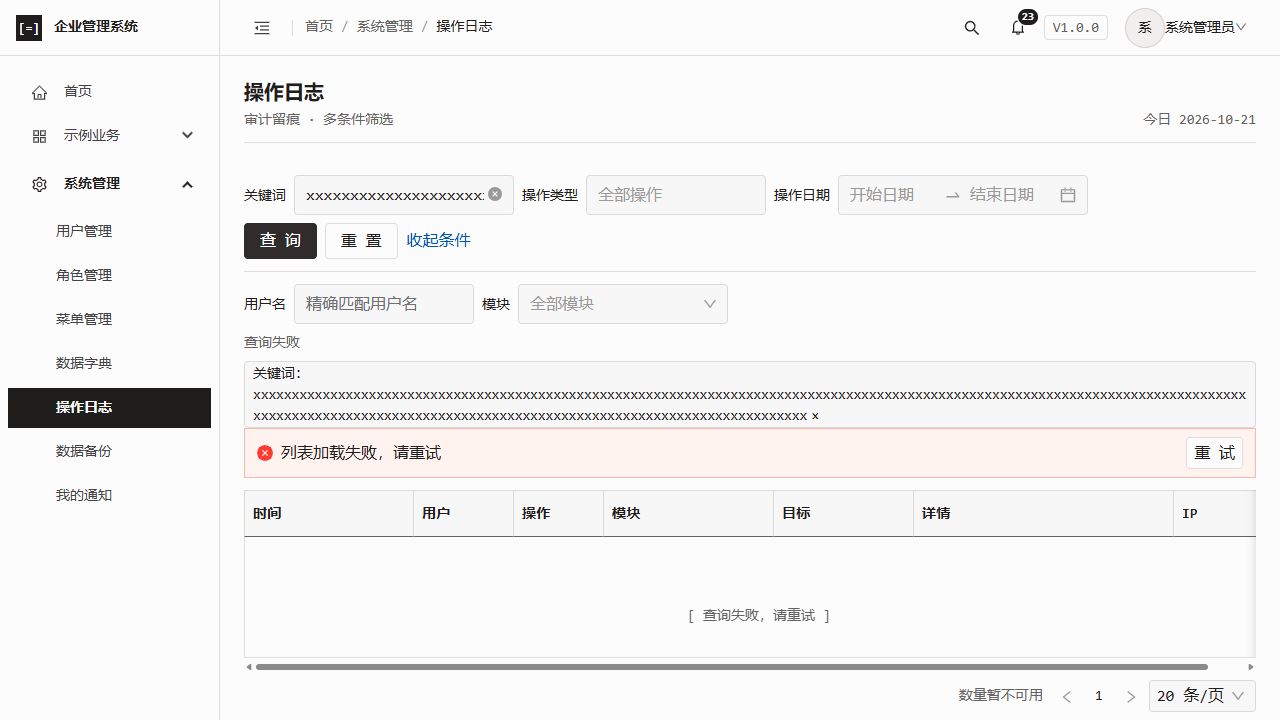 [=] 企业管理系统
首页 / 系统管理 / 操作日志
23
V1.0.0
系 系统管理员
首页
示例业务
系统管理
用户管理
角色管理
菜单管理
数据字典
操作日志
数据备份
我的通知
操作日志
审计留痕 · 多条件筛选
今日 2026-10-21
关键词 操作类型 全部操作 操作日期 开始日期 结束日期
查 询 重 置 收起条件
用户名 精确匹配用户名 模块 全部模块
查询失败
关键词：
列表加载失败，请重试 重 试
时间 用户 操作 模块 目标 详情 IP
[ 查询失败，请重试 ]
数量暂不可用 1 20 条/页